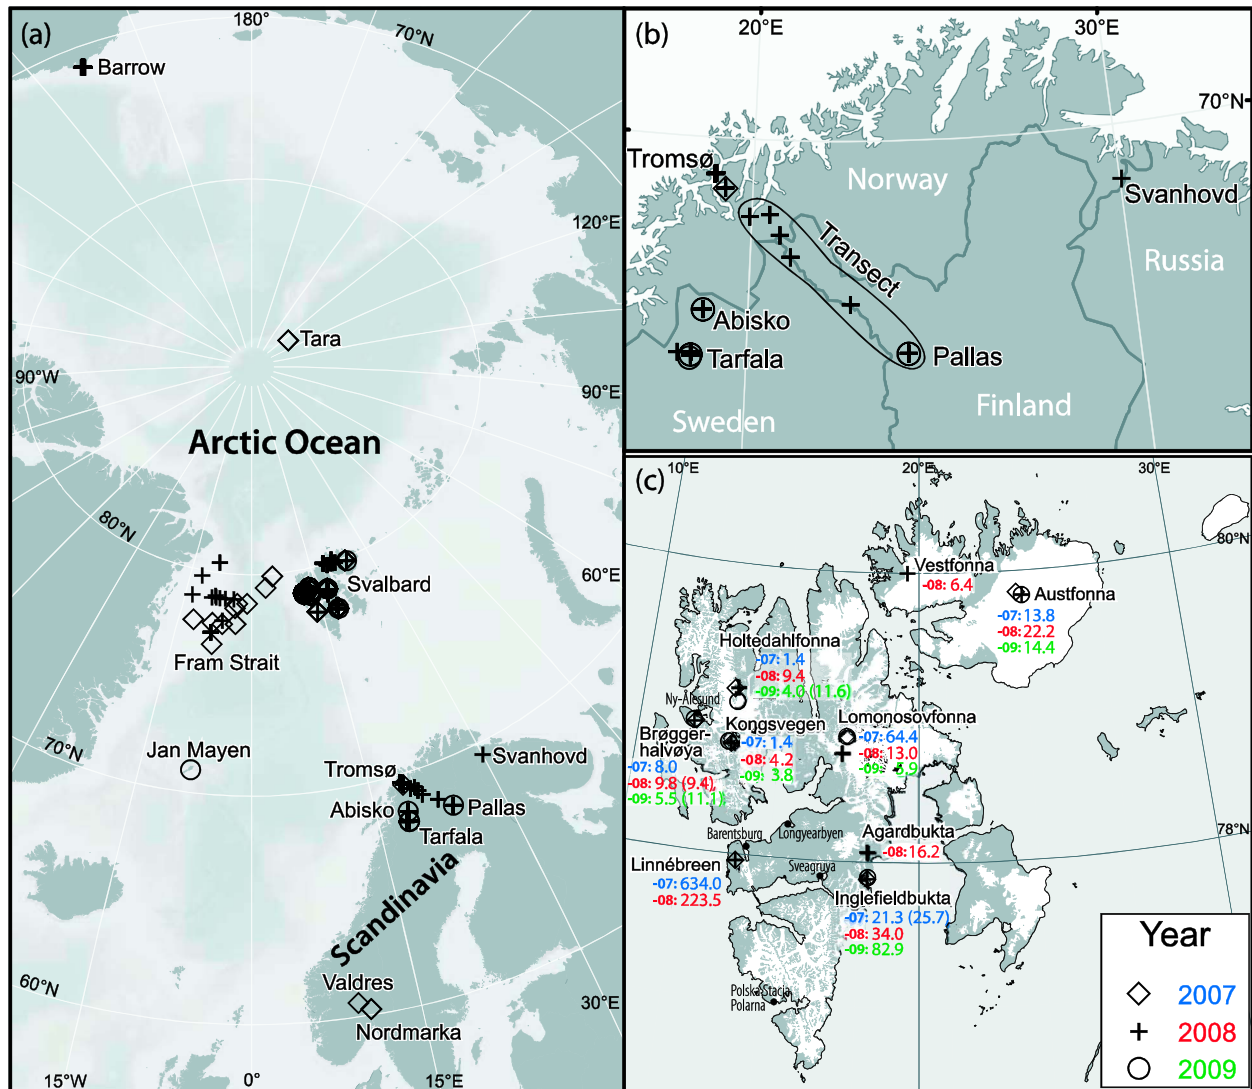 (a)
180°
70°N
Barrow
120°E
Tara
90°W
90°E
Arctic Ocean
80°N
60°E
Svalbard
Fram Strait
70°N
Jan Mayen
Svanhovd
Tromsø
Abisko
Pallas
Tarfala
Scandinavia
60°N
Valdres
Nordmarka
30°E
15°W
0°
15°E
(b)
20°E
30°E
70°N
Tromsø
Norway
Svanhovd
Transect
Russia
Abisko
Tarfala
Pallas
Sweden
Finland
(c)
10°E
20°E
30°E
80°N
Vestfonna
-08: 6.4
Austfonna
-07: 13.8
-08: 22.2
-09: 14.4
Holtedahlfonna
-07: 1.4
-08: 9.4
-09: 4.0 (11.6)
Ny-Ålesund
Kongsvegen
-07: 1.4
-08: 4.2
-09: 3.8
Lomonosovfonna
-07: 64.4
-08: 13.0
-09: 5.9
Brøgger-
halvøya
-07: 8.0
-08: 9.8 (9.4)
-09: 5.5 (11.1)
78°N
Barentsburg
Longyearbyen
Agardbukta
-08: 16.2
Linnébreen
-07: 634.0
-08: 223.5
Sveagruya
Inglefieldbukta
-07: 21.3 (25.7)
-08: 34.0
-09: 82.9
Polska Stacja
Polarna
Year
2007
2008
2009